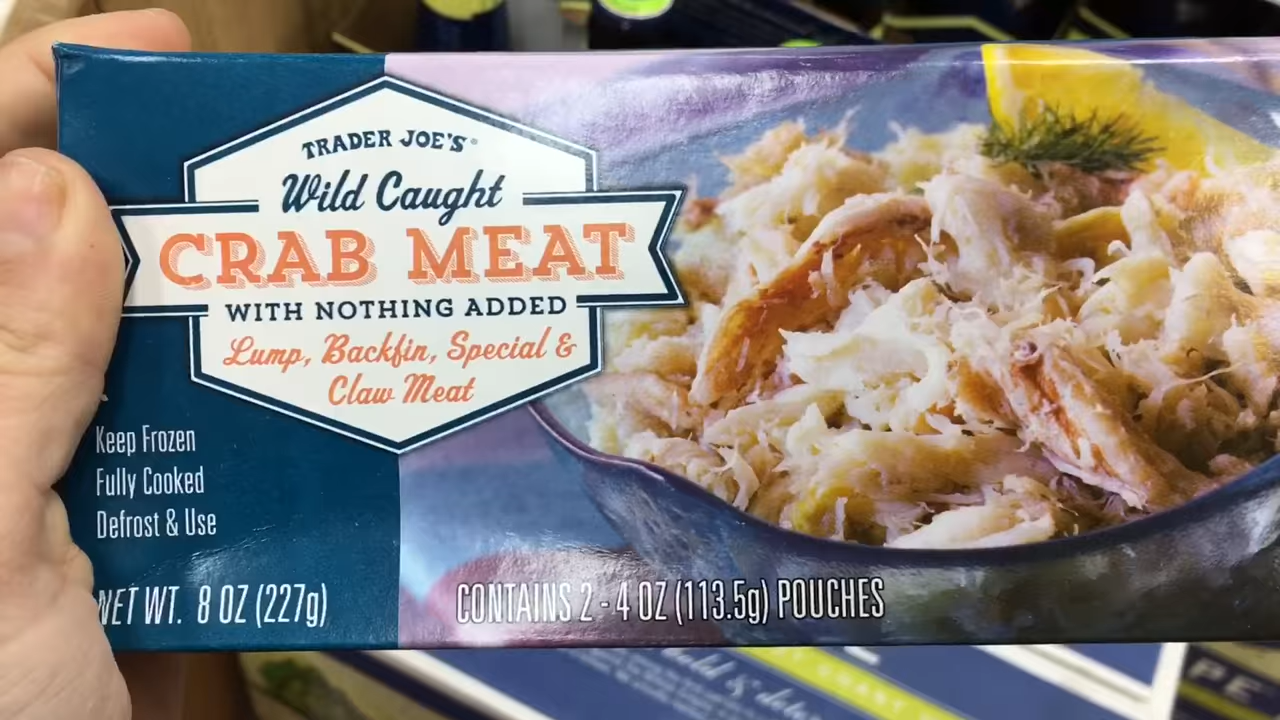 TRADER JOE'S®
Wild Caught
CRAB MEAT
WITH NOTHING ADDED
Lump, Backfin, Special &
Claw Meat
Keep Frozen
Fully Cooked
Defrost & Use
NET WT. 8 OZ (227g)
CONTAINS 2 - 4 OZ (113.5g) POUCHES